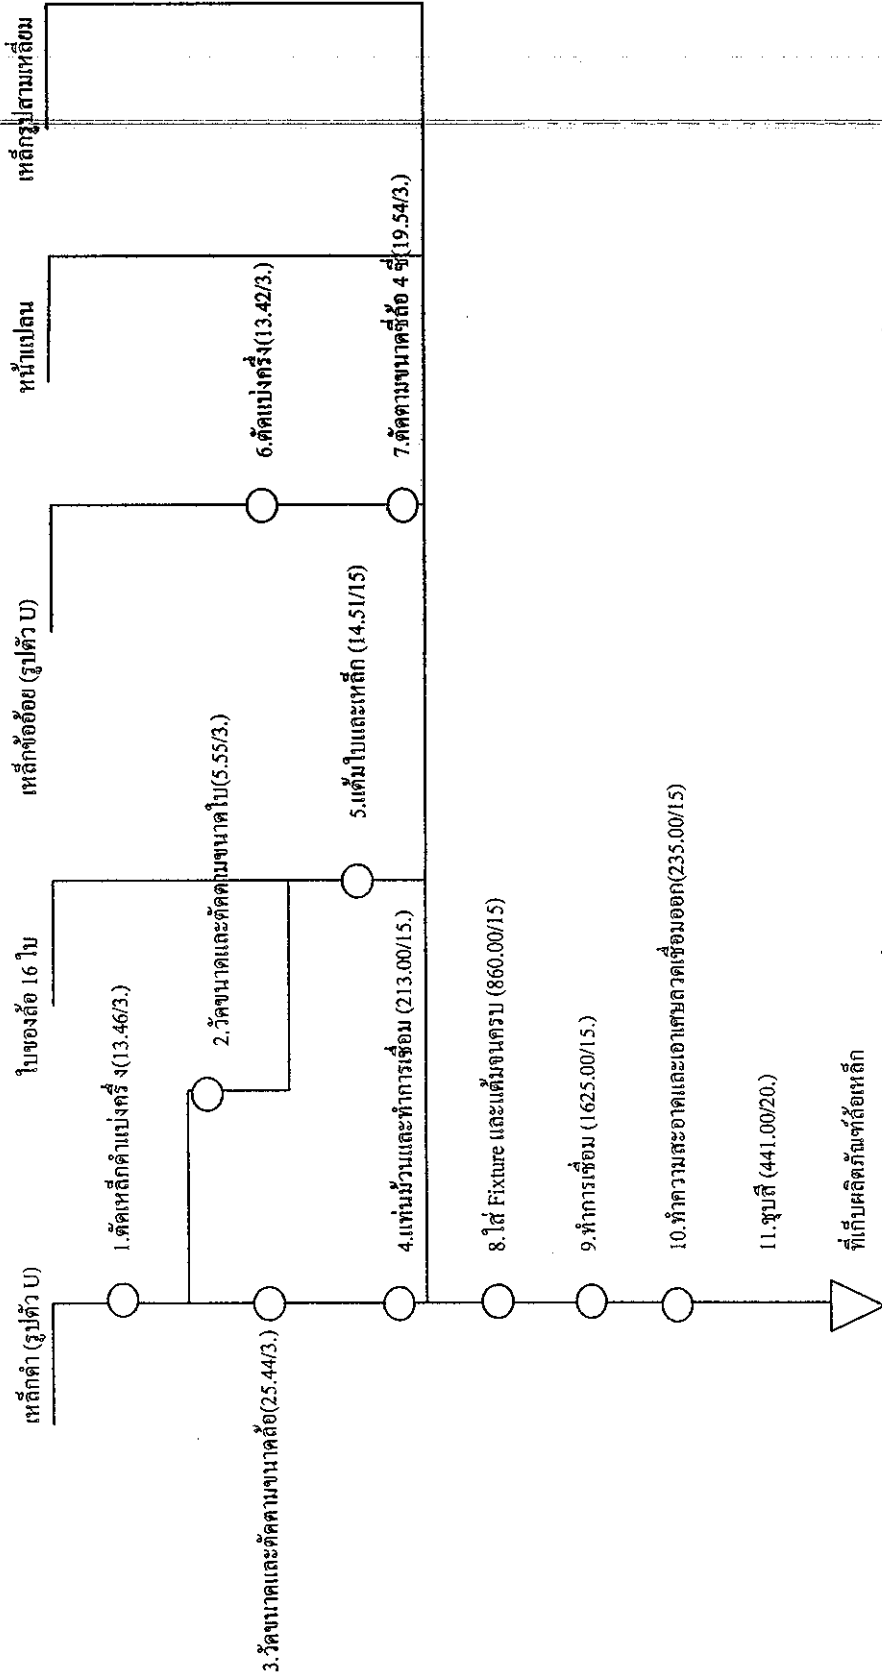 เหล็กดำ (รูปตัว U)
ใบของล้อ 16 ใบ
เหล็กข้ออ้อย (รูปตัว U)
หน้าแปลน
เหล็กรูปสามเหลี่ยม
1.ตัดเหล็กดำแบ่งครึ่ง(13.46/3.)
2.วัดขนาดและตัดตามขนาดใบ(5.55/3.)
3.วัดขนาดและตัดตามขนาดล้อ(25.44/3.)
4.แท่นม้วนและทำการเชื่อม (213.00/15.)
5.แต้มใบและเหล็ก (14.51/15)
6.ตัดแบ่งครึ่ง(13.42/3.)
7.ตัดตามขนาดซี่ล้อ 4 ซี่(19.54/3.)
8.ใส่ Fixture และแต้มจนครบ (860.00/15)
9.ทำการเชื่อม (1625.00/15.)
10.ทำความสะอาดและเอาเศษลวดเชื่อมออก(235.00/15)
11.ชุบสี (441.00/20.)
ที่เก็บผลิตภัณฑ์ล้อเหล็ก